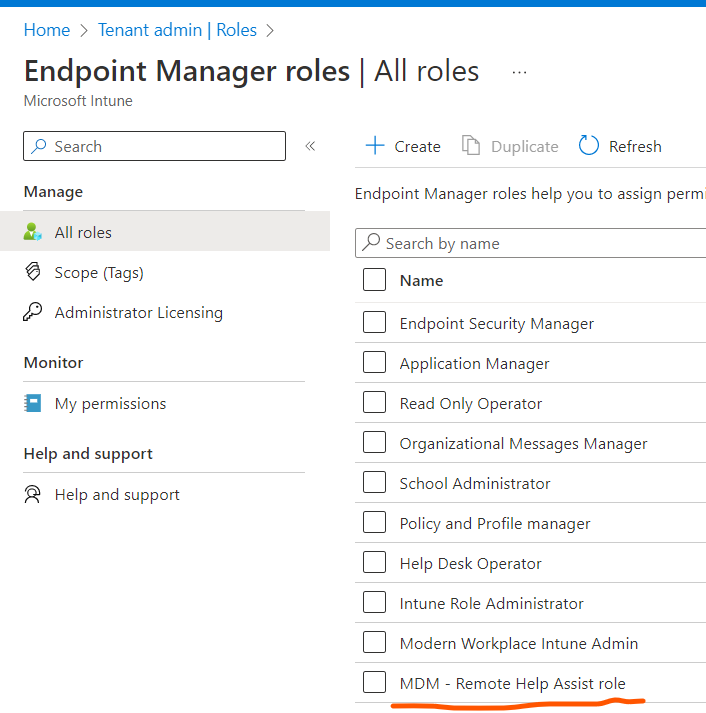 Home > Tenant admin | Roles >
Endpoint Manager roles | All roles ...
Microsoft Intune
Search «
Manage
All roles
Scope (Tags)
Administrator Licensing
Monitor
My permissions
Help and support
Help and support
Create Duplicate Refresh
Endpoint Manager roles help you to assign permi
Search by name
Name
Endpoint Security Manager
Application Manager
Read Only Operator
Organizational Messages Manager
School Administrator
Policy and Profile manager
Help Desk Operator
Intune Role Administrator
Modern Workplace Intune Admin
MDM - Remote Help Assist role